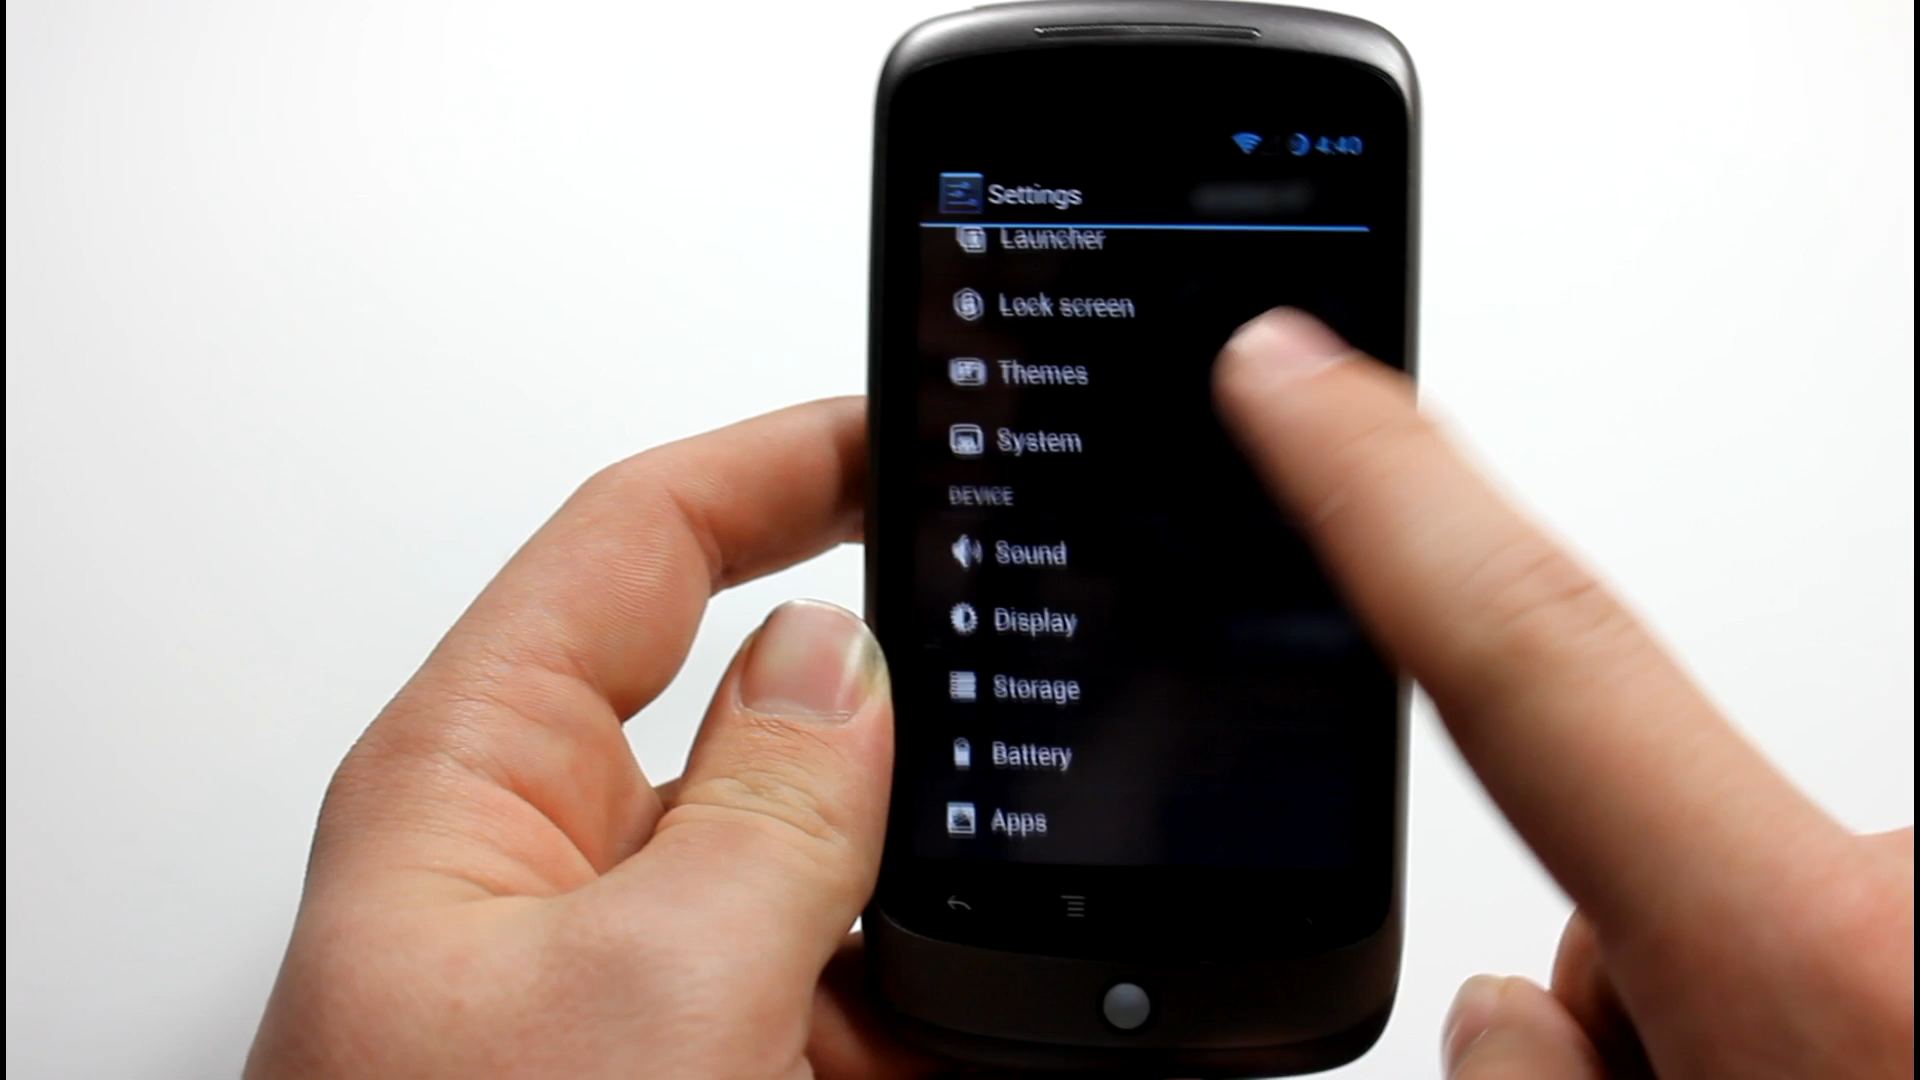 4:40
Settings
Launcher
Lock screen
Themes
System
DEVICE
Sound
Display
Storage
Battery
Apps